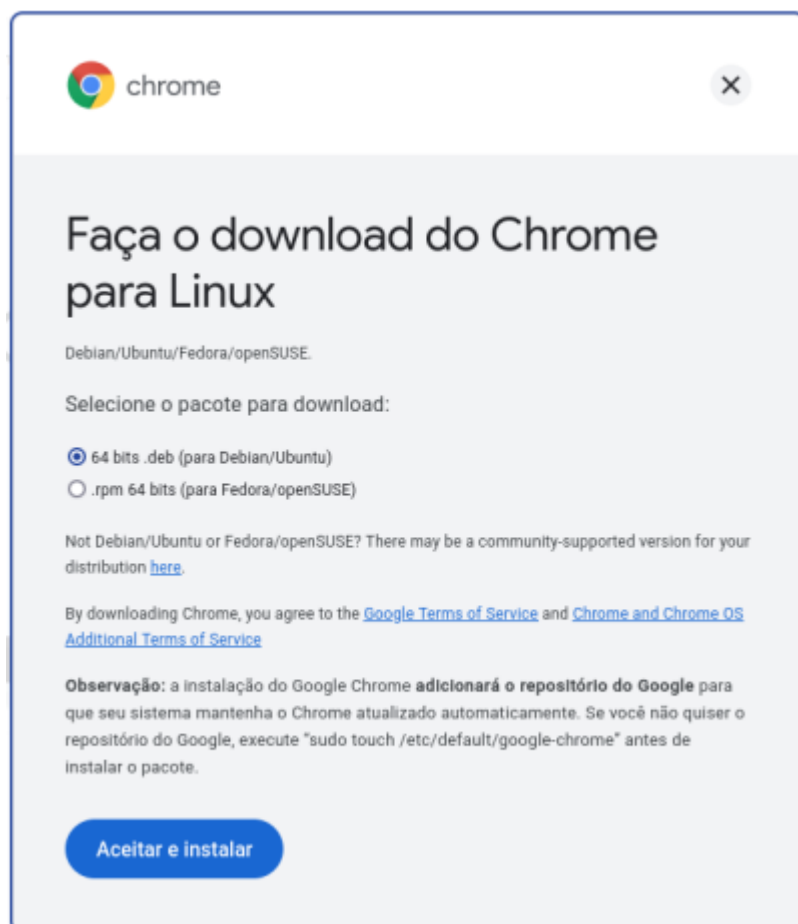 chrome
Faça o download do Chrome
para Linux
Debian/Ubuntu/Fedora/openSUSE.
Selecione o pacote para download:
64 bits .deb (para Debian/Ubuntu)
.rpm 64 bits (para Fedora/openSUSE)
Not Debian/Ubuntu or Fedora/openSUSE? There may be a community-supported version for your
distribution here.
By downloading Chrome, you agree to the Google Terms of Service and Chrome and Chrome OS
Additional Terms of Service
Observação: a instalação do Google Chrome adicionará o repositório do Google para
que seu sistema mantenha o Chrome atualizado automaticamente. Se você não quiser o
repositório do Google, execute "sudo touch /etc/default/google-chrome" antes de
instalar o pacote.
Aceitar e instalar